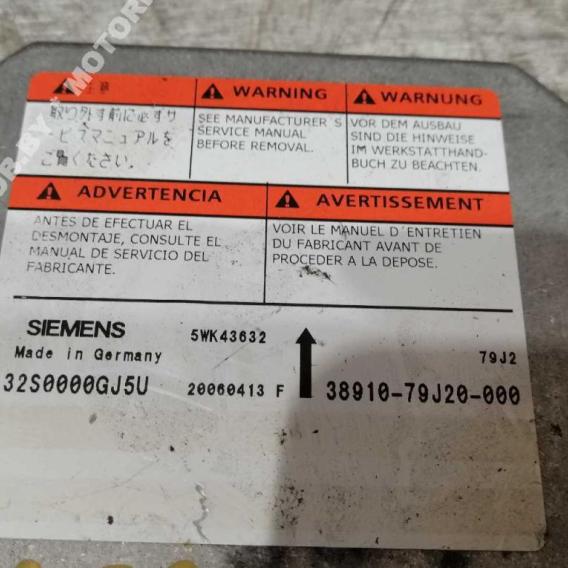 注意
取り外す前に必ずサ
ービスマニュアルを
ご覧ください。
WARNING
SEE MANUFACTURER´S
SERVICE MANUAL
BEFORE REMOVAL.
WARNUNG
VOR DEM AUSBAU
SIND DIE HINWEISE
IM WERKSTATTHAND-
BUCH ZU BEACHTEN.
ADVERTENCIA
ANTES DE EFECTUAR EL
DESMONTAJE, CONSULTE EL
MANUAL DE SERVICIO DEL
FABRICANTE.
AVERTISSEMENT
VOIR LE MANUEL D´ENTRETIEN
DU FABRICANT AVANT DE
PROCEDER A LA DEPOSE.
SIEMENS
5WK43632
Made in Germany
79J2
32S0000GJ5U
20060413 F
38910-79J20-000